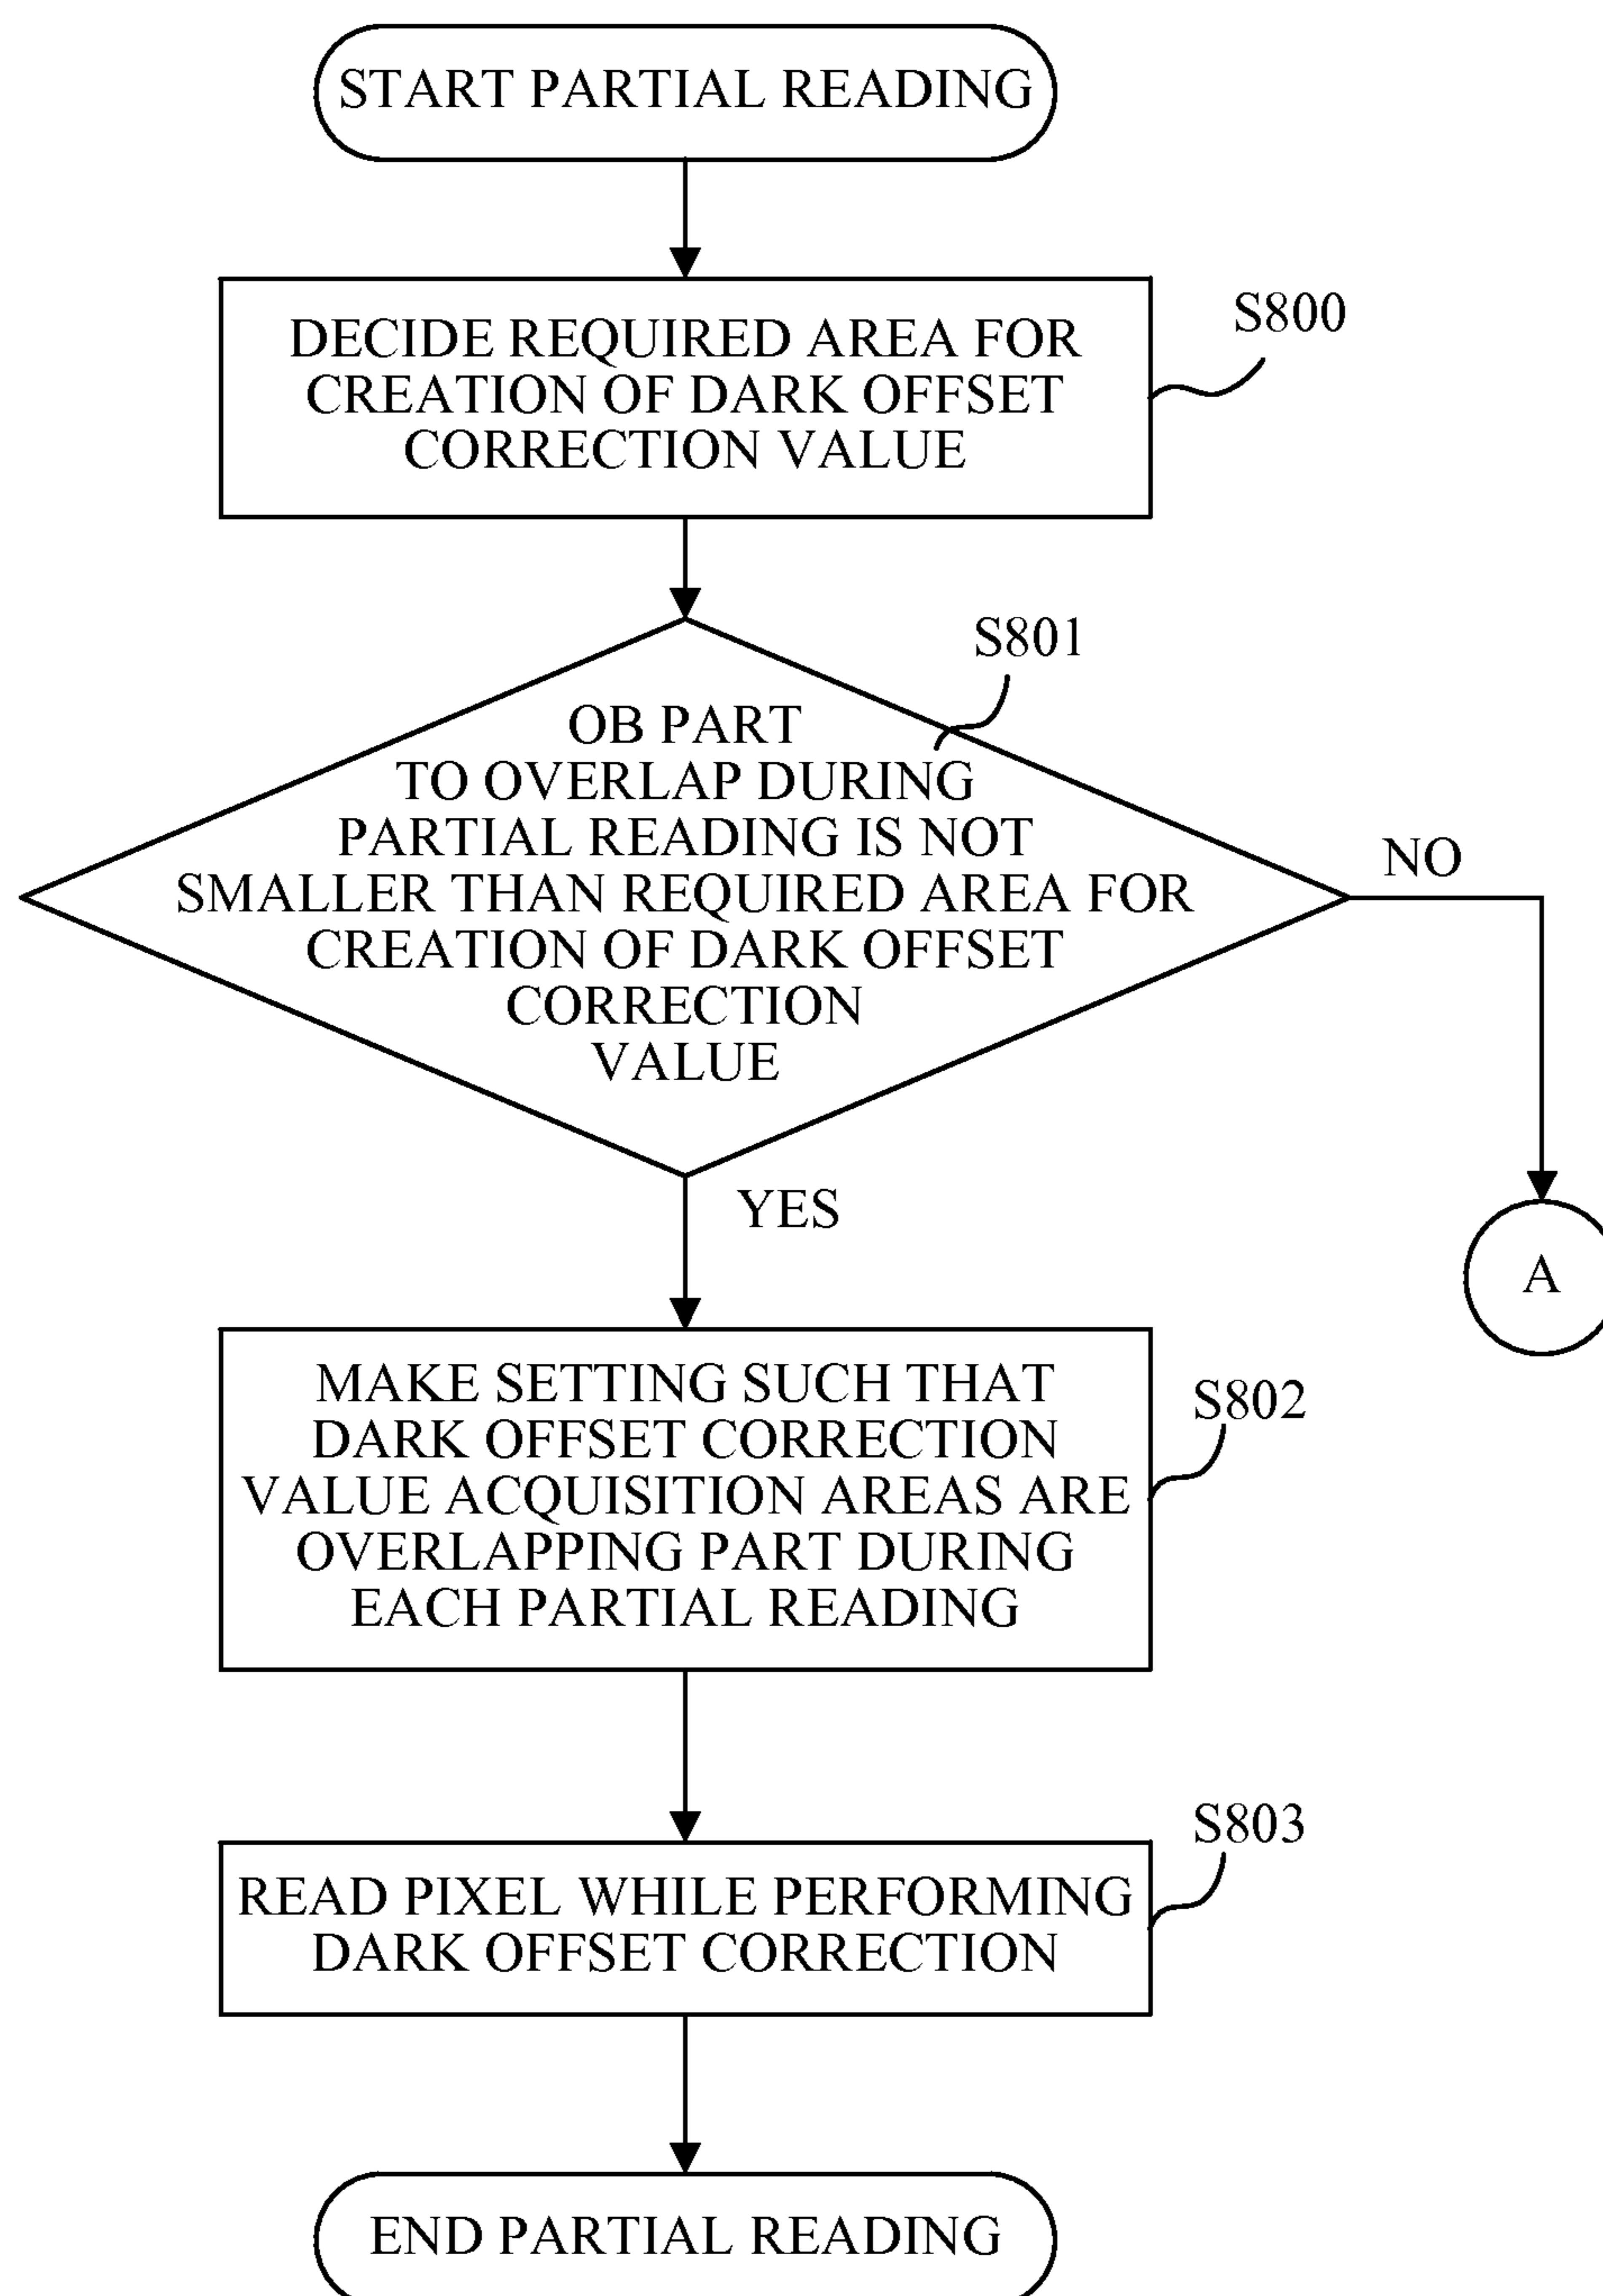 START PARTIAL READING
DECIDE REQUIRED AREA FOR
CREATION OF DARK OFFSET
CORRECTION VALUE
S800
S801
OB PART
TO OVERLAP DURING
PARTIAL READING IS NOT
SMALLER THAN REQUIRED AREA FOR
CREATION OF DARK OFFSET
CORRECTION
VALUE
NO
YES
A
MAKE SETTING SUCH THAT
DARK OFFSET CORRECTION
VALUE ACQUISITION AREAS ARE
OVERLAPPING PART DURING
EACH PARTIAL READING
S802
READ PIXEL WHILE PERFORMING
DARK OFFSET CORRECTION
S803
END PARTIAL READING